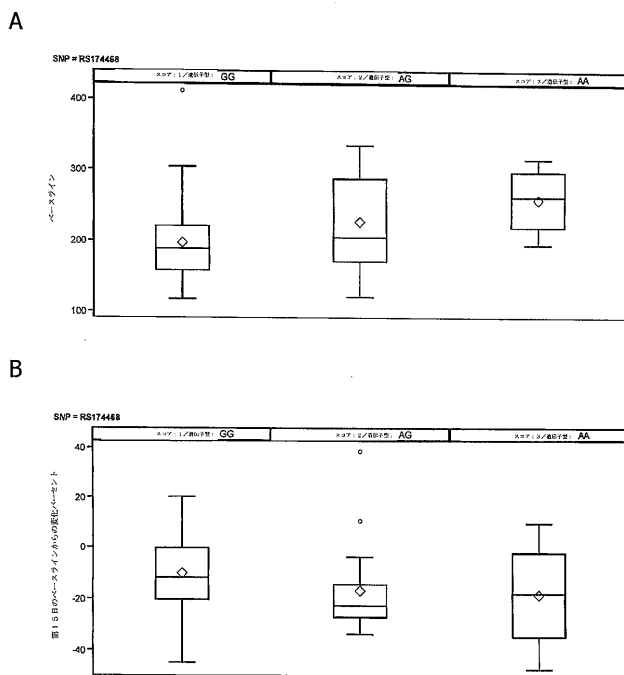 A
SNP = RS174468
スコア：1／遺伝子型： GG
スコア：2／遺伝子型： AG
スコア：3／遺伝子型： AA
400
300
200
100
ベースライン
B
SNP = RS174468
スコア：1／遺伝子型： GG
スコア：2／遺伝子型： AG
スコア：3／遺伝子型： AA
40
20
0
-20
-40
第15日のベースラインからの変化パーセント